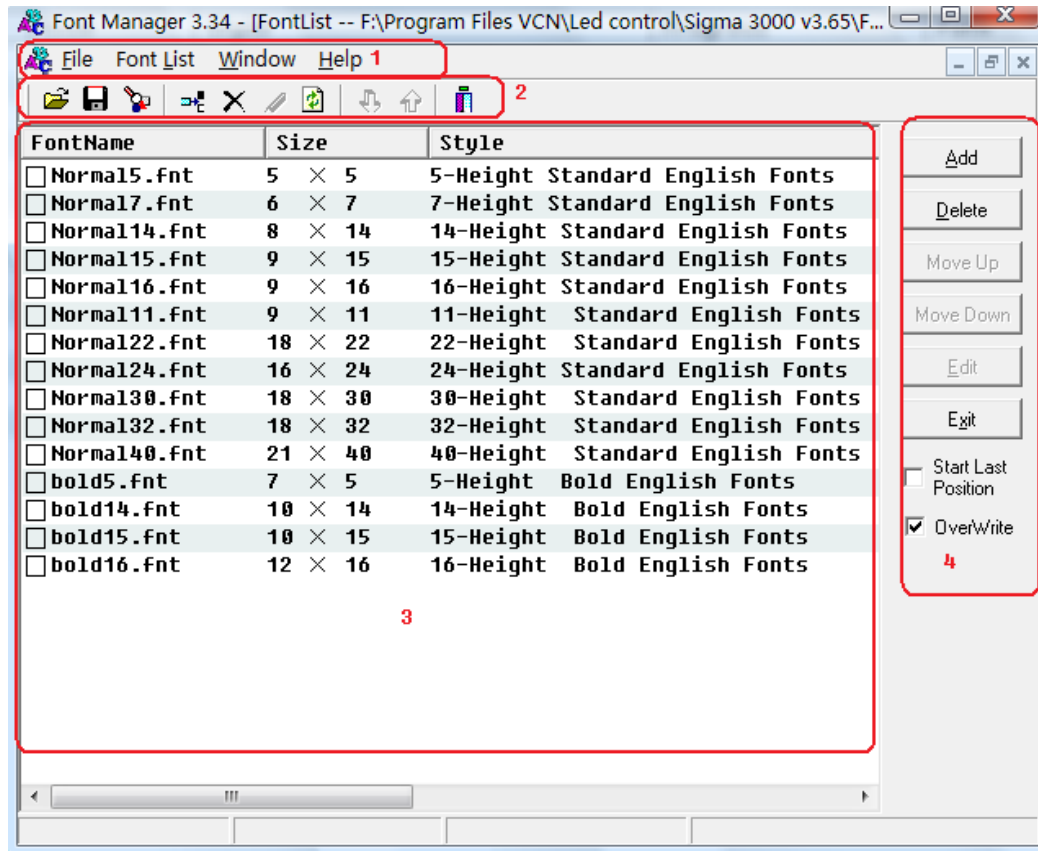 Font Manager 3.34 - [FontList -- F:\Program Files VCN\Led control\Sigma 3000 v3.65\F...
File Font List Window Help 1
2
FontName Size Style
Normal5.fnt 5 × 5 5-Height Standard English Fonts
Normal7.fnt 6 × 7 7-Height Standard English Fonts
Normal14.fnt 8 × 14 14-Height Standard English Fonts
Normal15.fnt 9 × 15 15-Height Standard English Fonts
Normal16.fnt 9 × 16 16-Height Standard English Fonts
Normal11.fnt 9 × 11 11-Height Standard English Fonts
Normal22.fnt 18 × 22 22-Height Standard English Fonts
Normal24.fnt 16 × 24 24-Height Standard English Fonts
Normal30.fnt 18 × 30 30-Height Standard English Fonts
Normal32.fnt 18 × 32 32-Height Standard English Fonts
Normal40.fnt 21 × 40 40-Height Standard English Fonts
bold5.fnt 7 × 5 5-Height Bold English Fonts
bold14.fnt 10 × 14 14-Height Bold English Fonts
bold15.fnt 10 × 15 15-Height Bold English Fonts
bold16.fnt 12 × 16 16-Height Bold English Fonts
3
Add
Delete
Move Up
Move Down
Edit
Exit
Start Last
Position
OverWrite
4